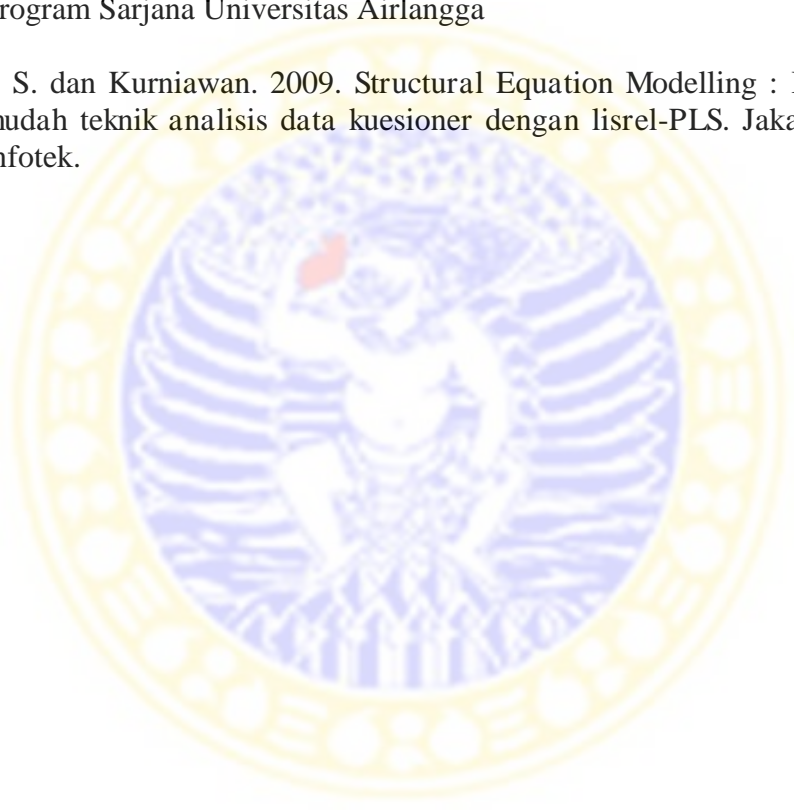 rogram Sarjana Universitas Airlangga
S. dan Kurniawan. 2009. Structural Equation Modelling :
mudah teknik analisis data kuesioner dengan lisrel-PLS. Jaka
nfotek.